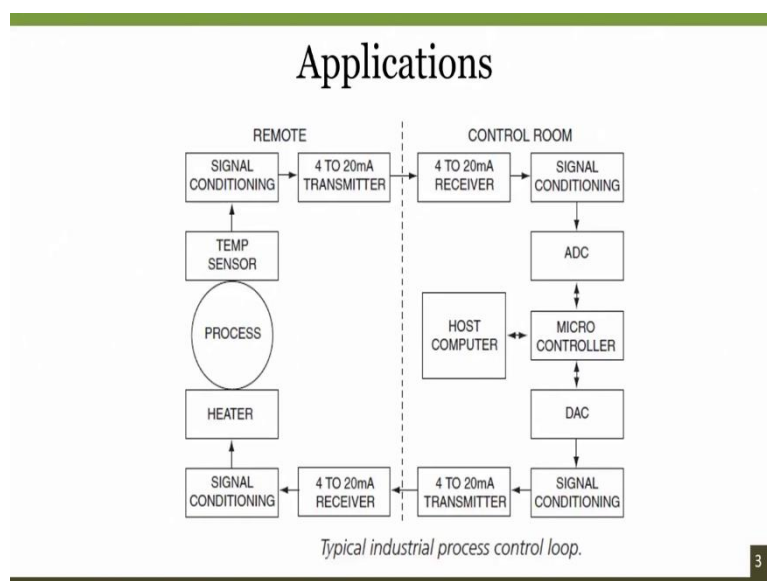 Applications
REMOTE
CONTROL ROOM
SIGNAL
CONDITIONING
4 TO 20mA
TRANSMITTER
4 TO 20mA
RECEIVER
SIGNAL
CONDITIONING
TEMP
SENSOR
ADC
PROCESS
HOST
COMPUTER
MICRO
CONTROLLER
HEATER
DAC
SIGNAL
CONDITIONING
4 TO 20mA
RECEIVER
4 TO 20mA
TRANSMITTER
SIGNAL
CONDITIONING
Typical industrial process control loop.
3